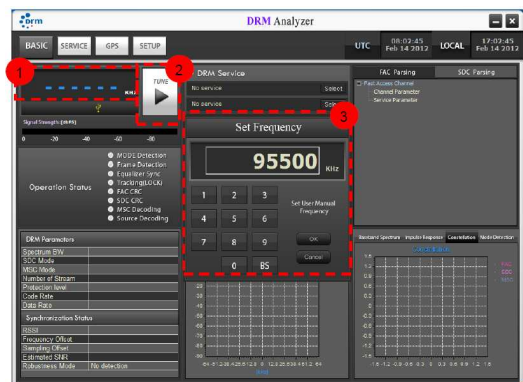 Drm
DRM Analyzer
BASIC SERVICE GPS SETUP
UTC 08:02:45 Feb 14 2012 LOCAL 17:02:45 Feb 14 2012
1
KHz
2
TUNE
Signal Strength
0 -20 -40 -60 -80
Operation Status
MODE Detection
Frame Detection
Equalizer Sync
Tracking(LOCK)
FAC CRC
SDC CRC
MSC Decoding
Source Decoding
DRM Parameters
Spectrum BW
SDC Mode
MSC Mode
Number of Stream
Protection level
Code Rate
Data Rate
Synchronization Status
RSSI
Frequency Offset
Sampling Offset
Estimated SNR
Robustness Mode No detection
DRM Service
No service Select
No service Select
3
Set Frequency
95500 KHz
1 2 3
4 5 6
7 8 9
0 BS
Set User Manual
Frequency
OK
Cancel
FAC Parsing SDC Parsing
Fast Access Channel
Channel Parameter
Service Parameter
Baseband Spectrum Impulse Response Constellation Mode Detection
Constellation
FAC
SDC
MSC